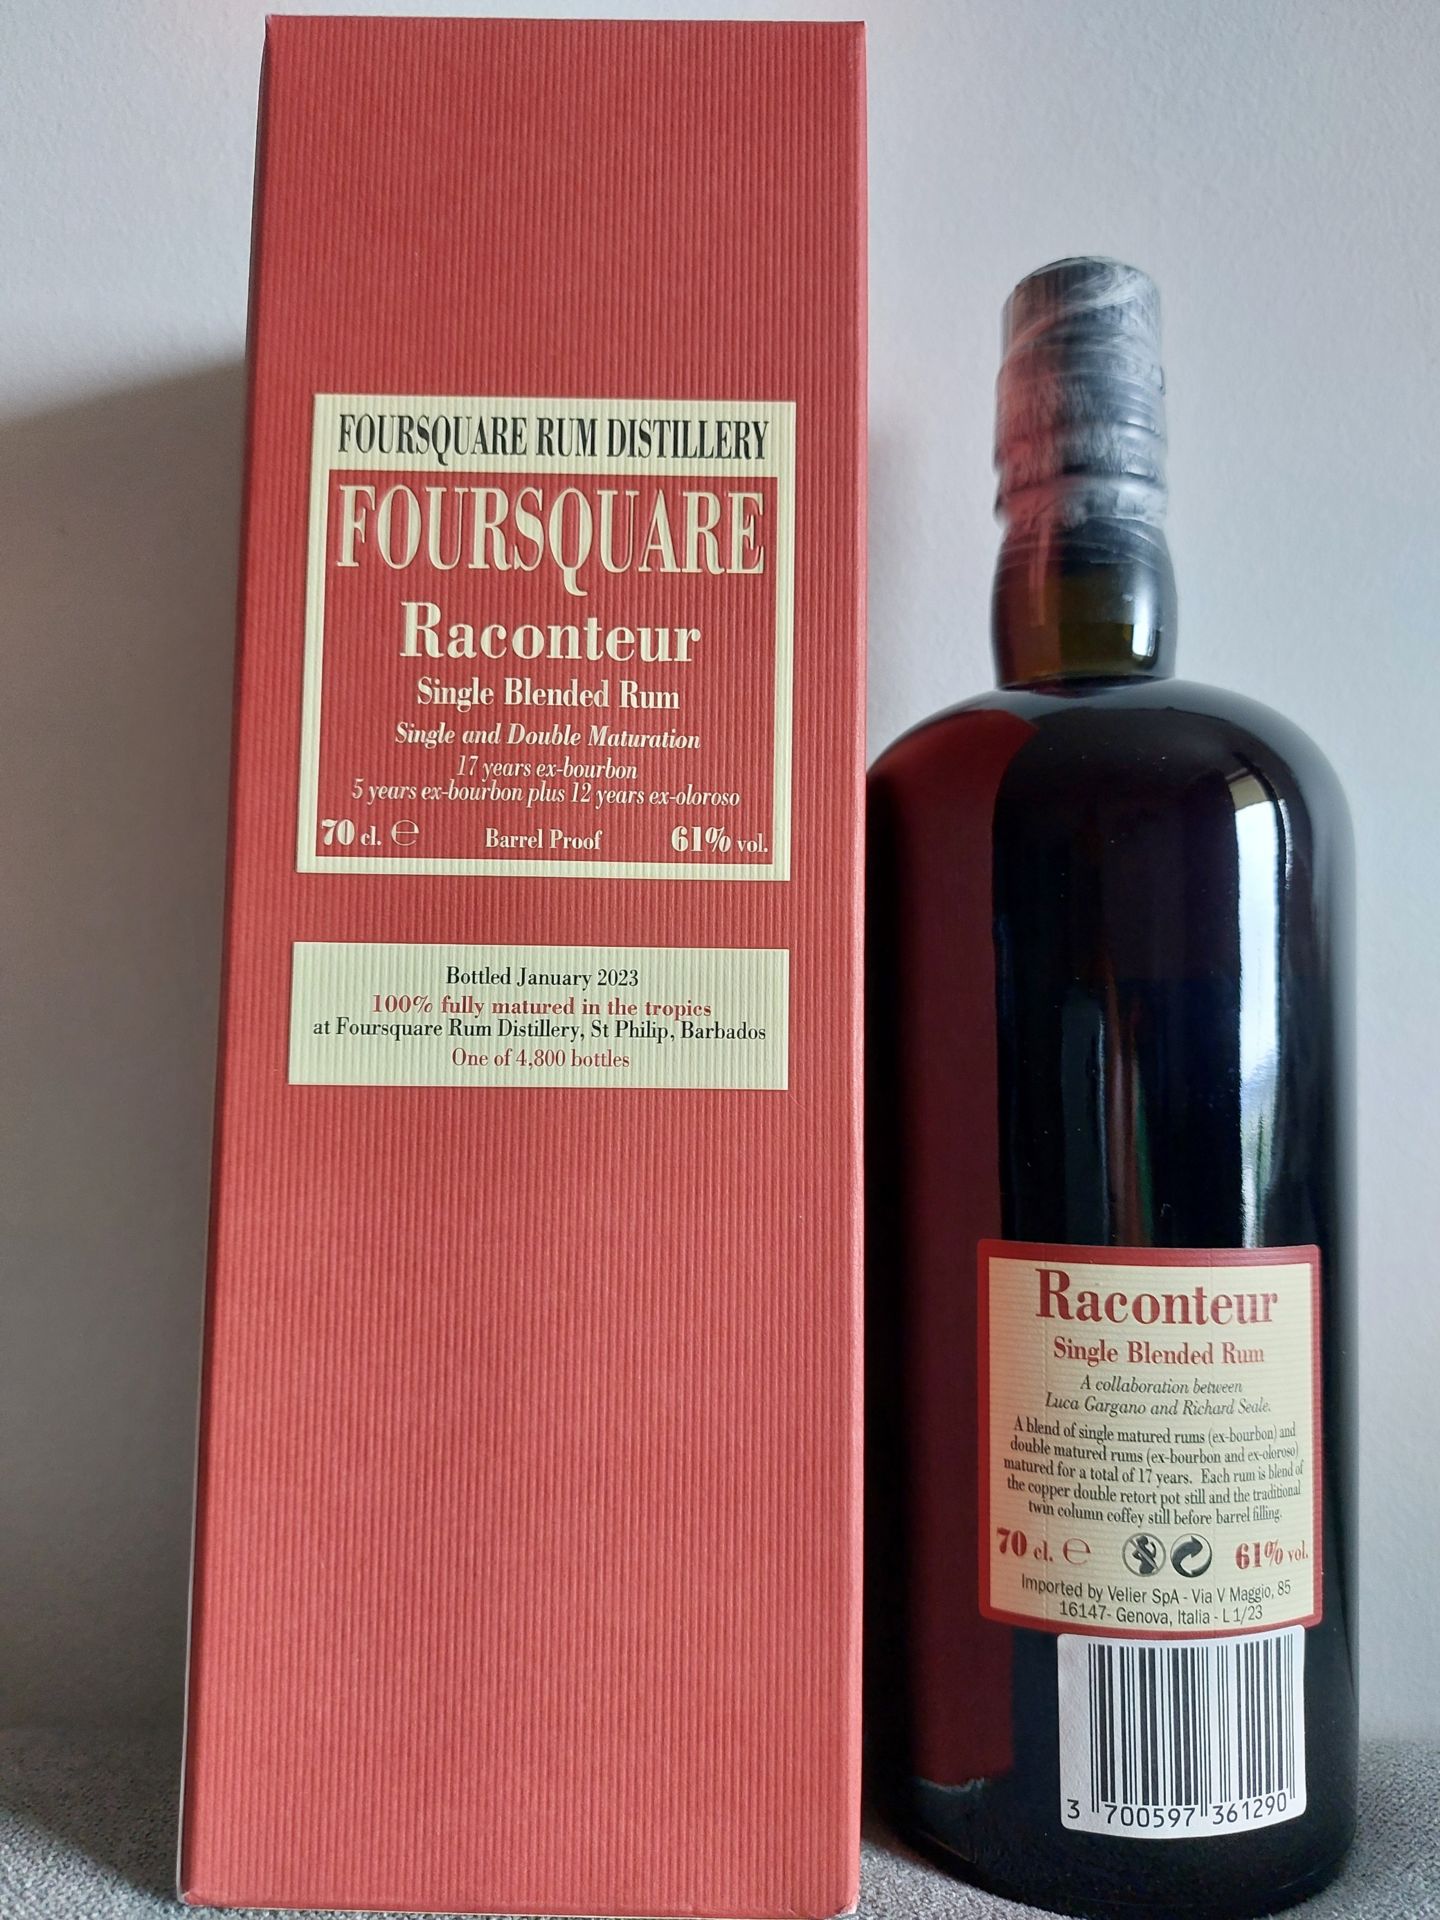 FOURSQUARE RUM DISTILLERY
FOURSQUARE
Raconteur
Single Blended Rum
Single and Double Maturation
17 years ex-bourbon
5 years ex-bourbon plus 12 years ex-oloroso
70 cl. ℮ Barrel Proof 61% vol.
Bottled January 2023
100% fully matured in the tropics
at Foursquare Rum Distillery, St Philip, Barbados
One of 4,800 bottles
Raconteur
Single Blended Rum
A collaboration between
Luca Gargano and Richard Seale.
A blend of single matured rums (ex-bourbon) and
double matured rums (ex-bourbon and ex-oloroso)
matured for a total of 17 years. Each rum is blend of
the copper double retort pot still and the traditional
twin column coffey still before barrel filling.
70 cl. ℮ 61% vol.
Imported by Velier SpA - Via V Maggio, 85
16147- Genova, Italia - L 1/23
3 700597 361290